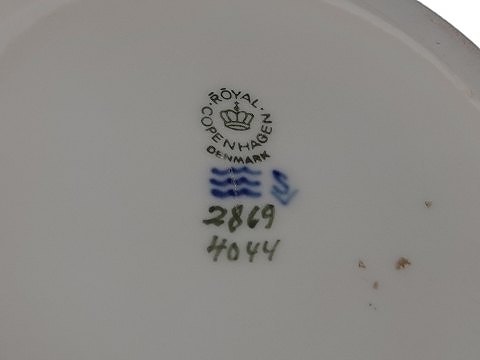 ROYAL
COPENHAGEN
DENMARK
S
2869
4044